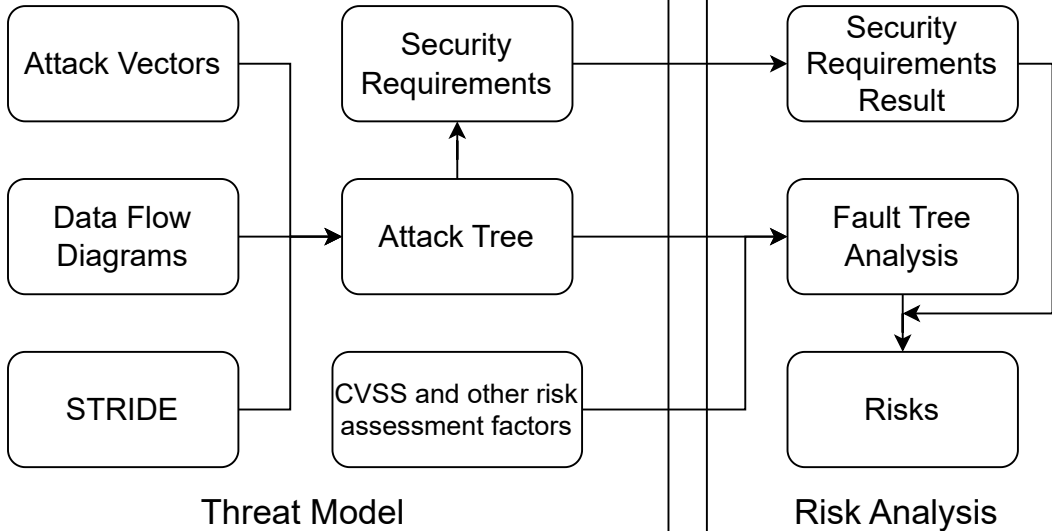 Attack Vectors
Security
Requirements
Security
Requirements
Result
Data Flow
Diagrams
Attack Tree
Fault Tree
Analysis
STRIDE
CVSS and other risk
assessment factors
Risks
Threat Model
Risk Analysis